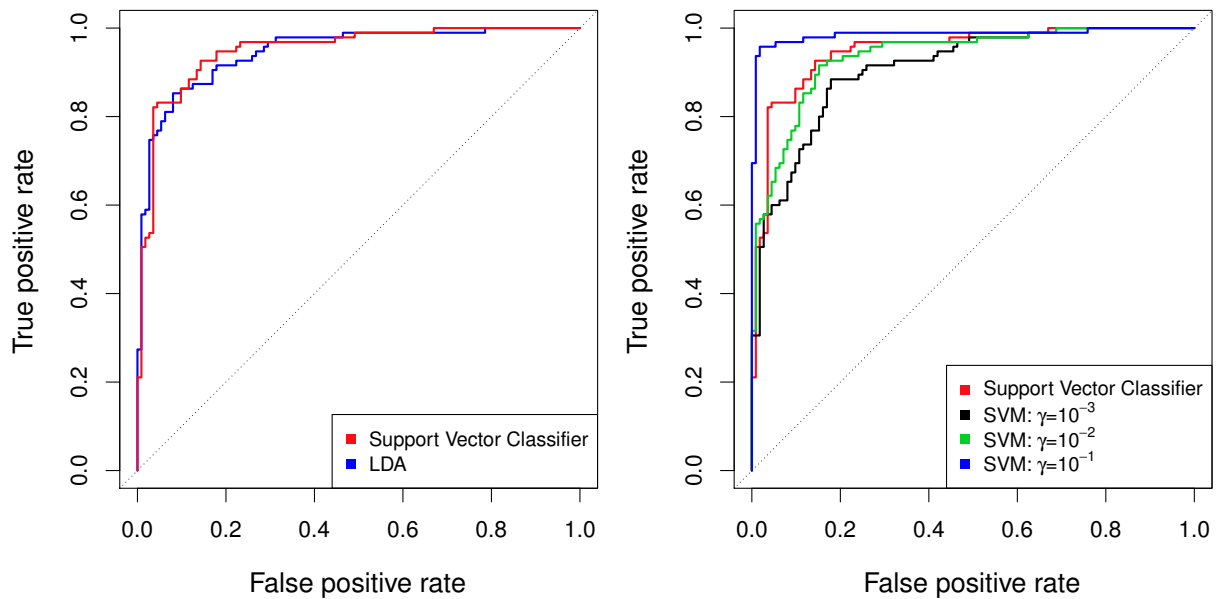 True positive rate
1.0
0.8
0.6
0.4
0.2
0.0
Support Vector Classifier
LDA
0.0 0.2 0.4 0.6 0.8 1.0
False positive rate
True positive rate
1.0
0.8
0.6
0.4
0.2
0.0
Support Vector Classifier
SVM: γ=10⁻³
SVM: γ=10⁻²
SVM: γ=10⁻¹
0.0 0.2 0.4 0.6 0.8 1.0
False positive rate